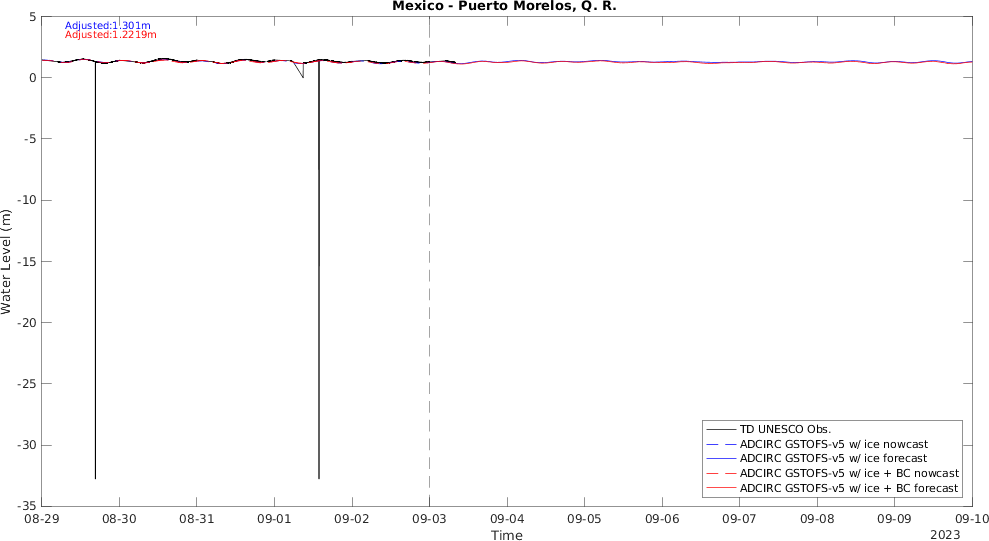 Mexico - Puerto Morelos, Q. R.
Adjusted:1.301m
Adjusted:1.2219m
5
0
-5
-10
-15
-20
-25
-30
-35
Water Level (m)
TD UNESCO Obs.
ADCIRC GSTOFS-v5 w/ ice nowcast
ADCIRC GSTOFS-v5 w/ ice forecast
ADCIRC GSTOFS-v5 w/ ice + BC nowcast
ADCIRC GSTOFS-v5 w/ ice + BC forecast
08-29 08-30 08-31 09-01 09-02 09-03 09-04 09-05 09-06 09-07 09-08 09-09 09-10
Time
2023